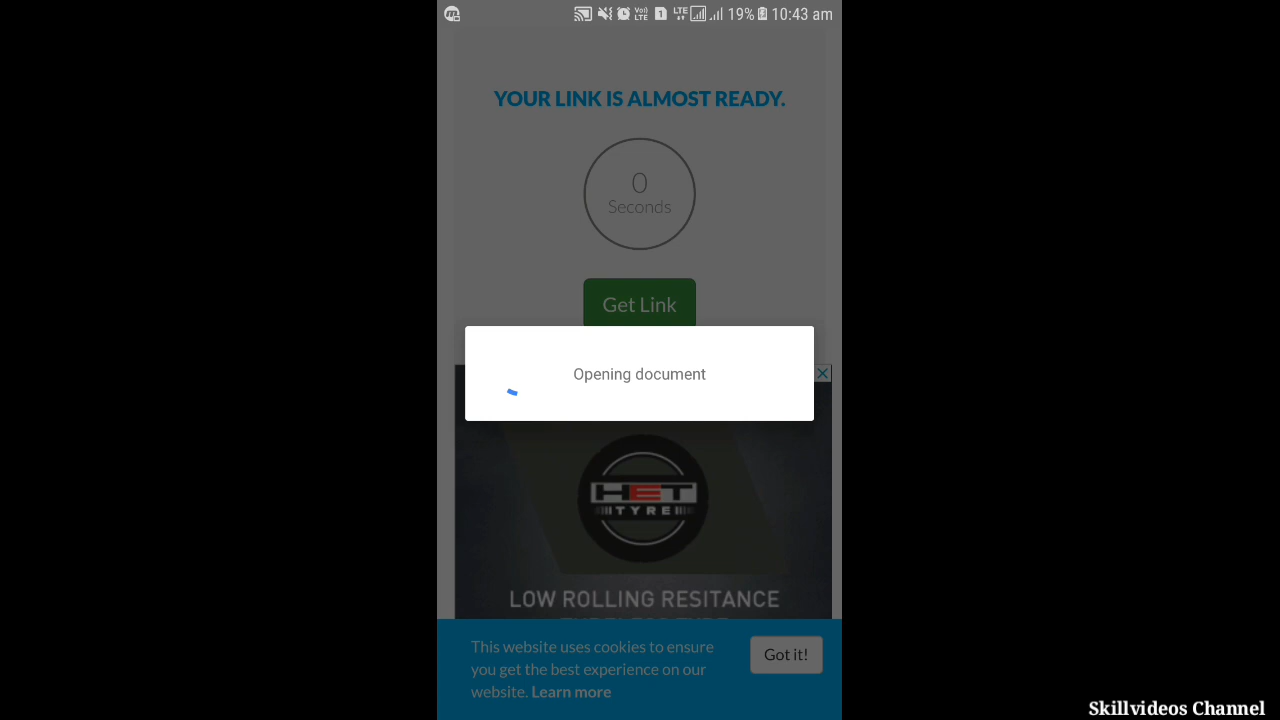 19% 10:43 am
YOUR LINK IS ALMOST READY.
0
Seconds
Get Link
Opening document
HET
TYRE
LOW ROLLING RESITANCE
This website uses cookies to ensure
you get the best experience on our
website. Learn more
Got it!
Skillvideos Channel